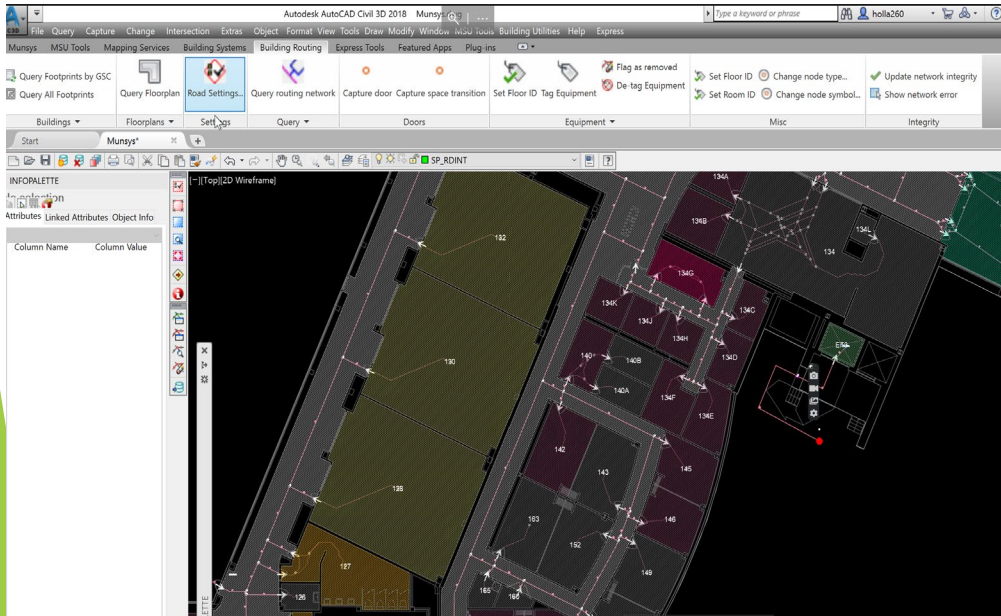 Autodesk AutoCAD Civil 3D 2018 Munsys.dwg
Type a keyword or phrase
holla260
C3D
File Query Capture Change Intersection Extras Object Format View Tools Draw Modify Window MSU Tools Building Utilities Help Express
Munsys MSU Tools Mapping Services Building Systems Building Routing Express Tools Featured Apps Plug-ins
Query Footprints by GSC
Query All Footprints
Query Floorplan
Road Settings...
Query routing network
Capture door
Capture space transition
Set Floor ID
Tag Equipment
Flag as removed
De-tag Equipment
Set Floor ID
Change node type...
Set Room ID
Change node symbol...
Update network integrity
Show network error
Buildings
Floorplans
Settings
Query
Doors
Equipment
Misc
Integrity
Start
Munsys*
SP_RDINT
INFOPALETTE
[−][Top][2D Wireframe]
Attributes Linked Attributes Object Info
Column Name Column Value
134A
134B
132
134L
134
134G
134K
134C
134J
134H
134D
140
140B
130
140A
134F
134E
142
143
145
128
163
146
152
127
149
126
165